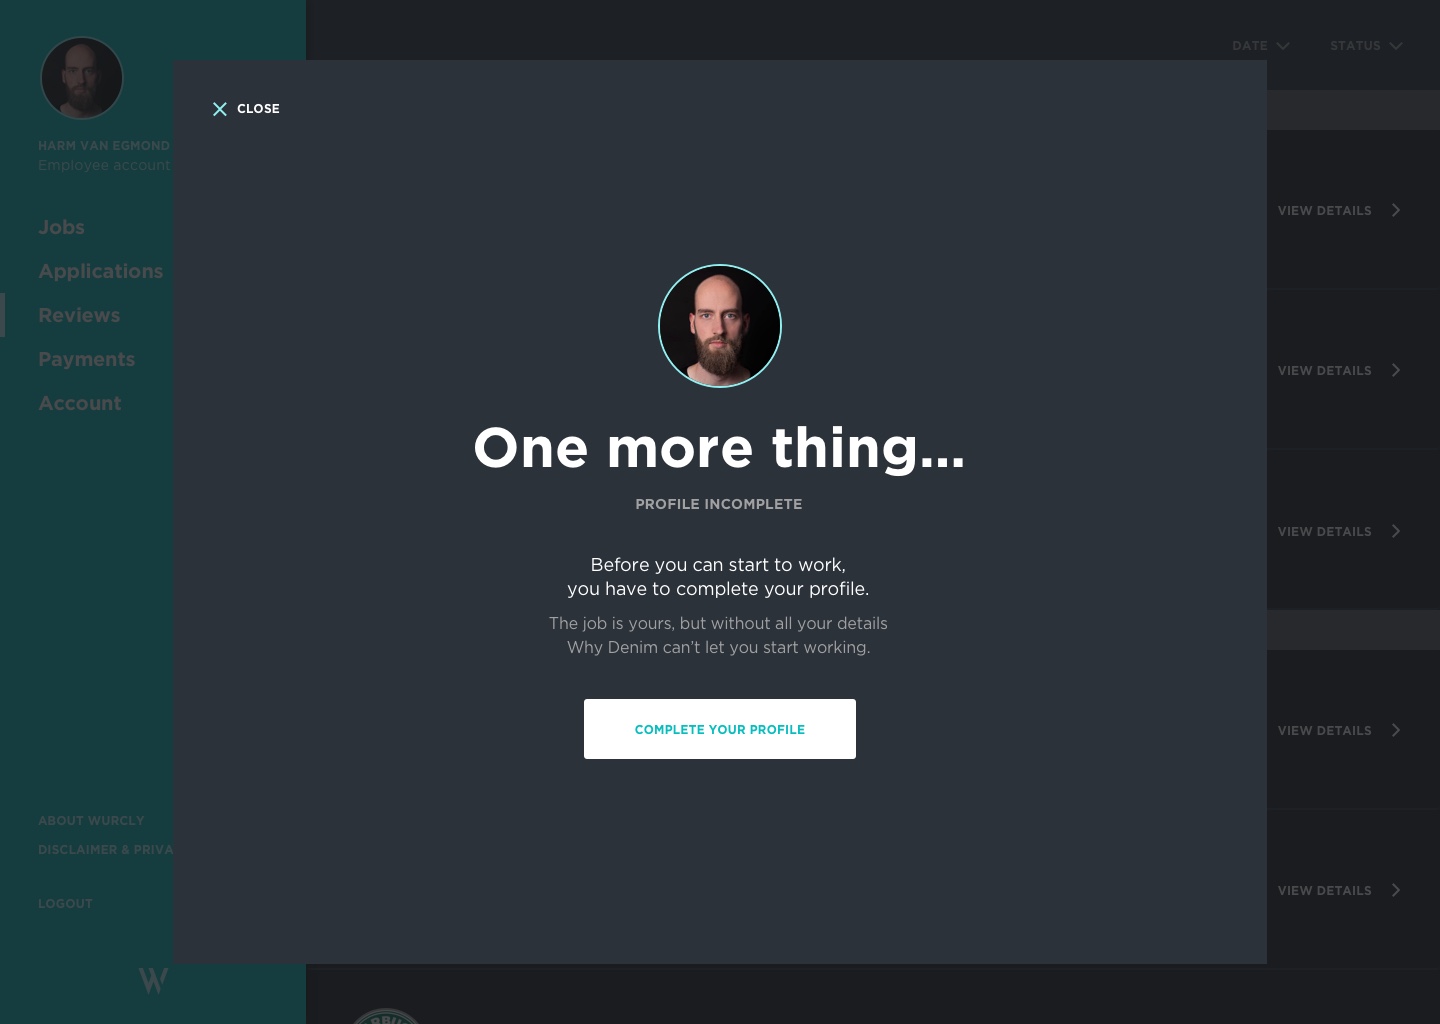 DATE
STATUS
HARM VAN EGMOND
Employee account
Jobs
Applications
Reviews
Payments
Account
ABOUT WURCLY
DISCLAIMER & PRIVA
LOGOUT
W
CLOSE
One more thing...
PROFILE INCOMPLETE
Before you can start to work,
you have to complete your profile.
The job is yours, but without all your details
Why Denim can’t let you start working.
COMPLETE YOUR PROFILE
VIEW DETAILS
VIEW DETAILS
VIEW DETAILS
VIEW DETAILS
VIEW DETAILS